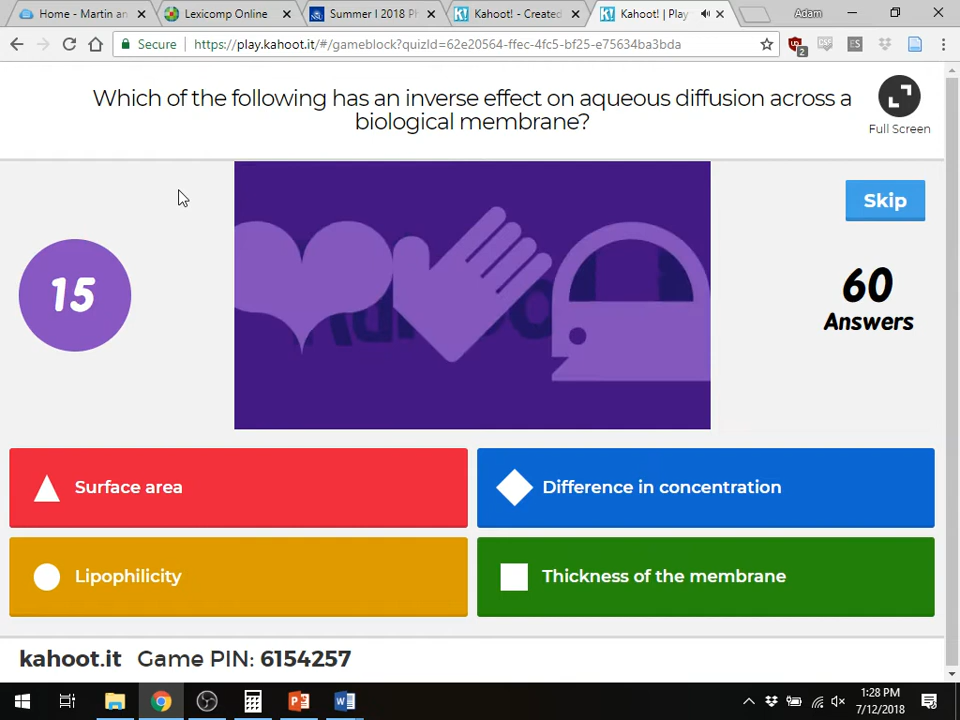 Home - Martin an
Lexicomp Online
Summer I 2018 P
Kahoot! - Created
Kahoot! | Play
Adam
Secure
https://play.kahoot.it/#/gameblock?quizId=62e20564-ffec-4fc5-bf25-e75634ba3bda
2
ES
Which of the following has an inverse effect on aqueous diffusion across a
biological membrane?
Full Screen
Skip
15
60
Answers
Surface area
Difference in concentration
Lipophilicity
Thickness of the membrane
kahoot.it Game PIN: 6154257
1:28 PM
7/12/2018